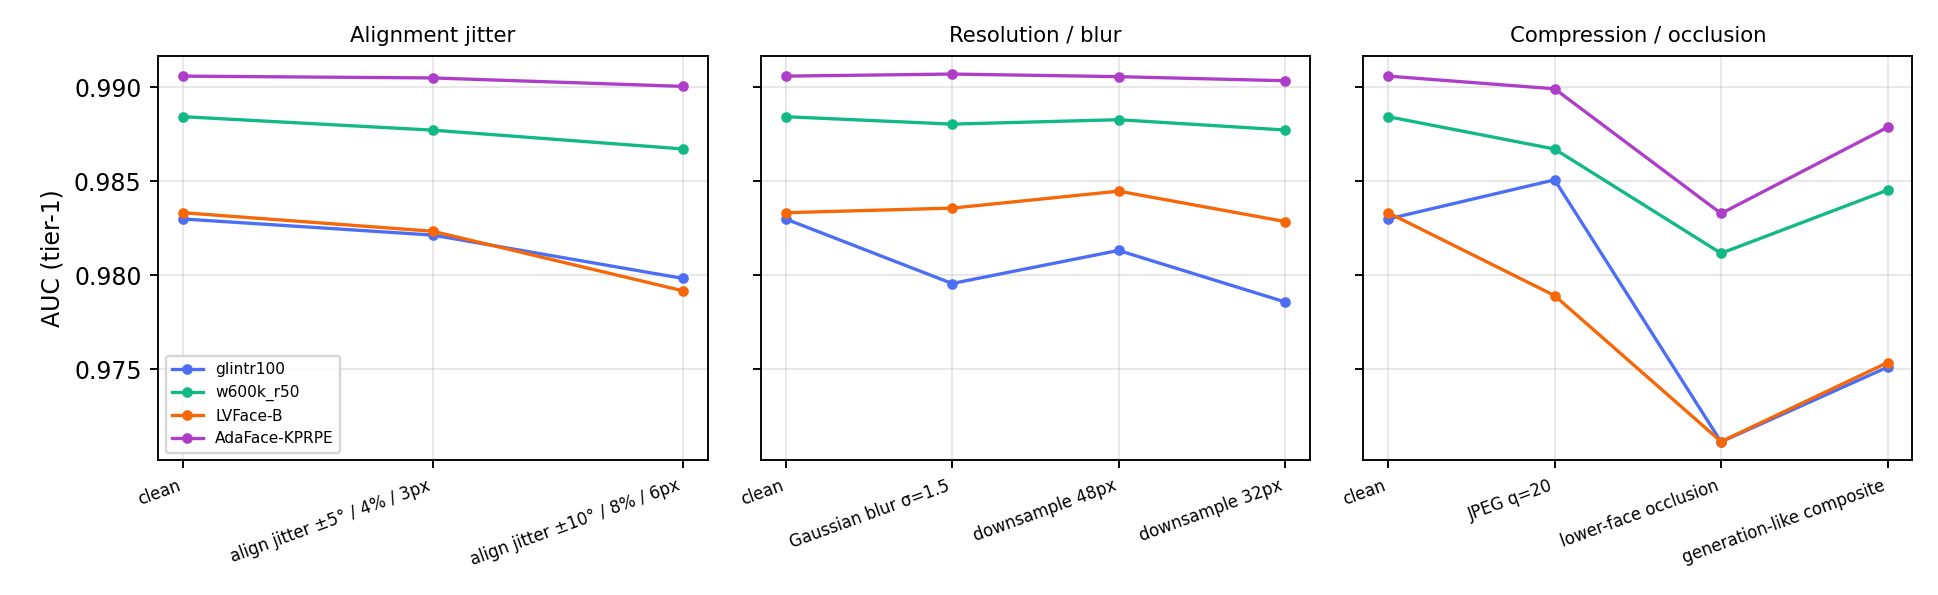 Alignment jitter
Resolution / blur
Compression / occlusion
AUC (tier-1)
0.990
0.985
0.980
0.975
glintr100
w600k_r50
LVFace-B
AdaFace-KPRPE
clean
align jitter ±5° / 4% / 3px
align jitter ±10° / 8% / 6px
clean
Gaussian blur σ=1.5
downsample 48px
downsample 32px
clean
JPEG q=20
lower-face occlusion
generation-like composite